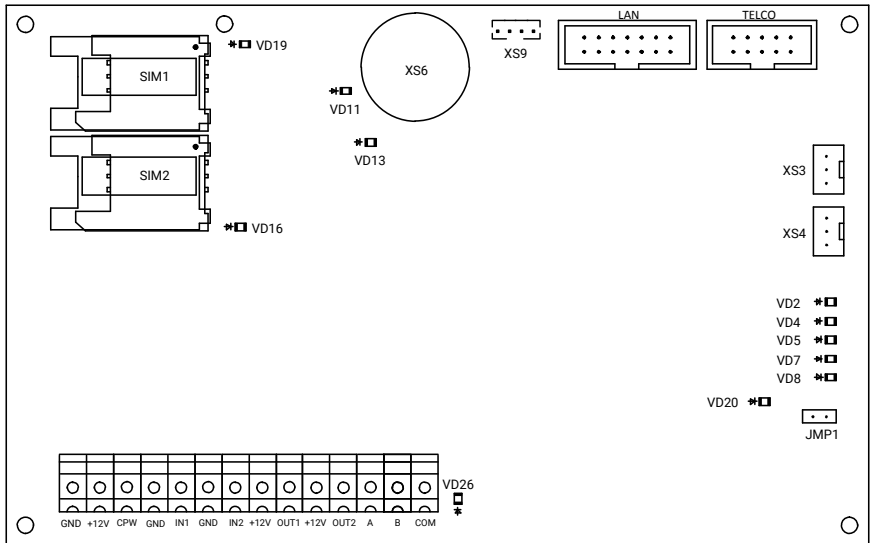 LAN TELCO
VD19
XS9
SIM1
XS6
VD11
VD13
XS3
SIM2
VD16
XS4
VD2
VD4
VD5
VD7
VD8
VD20
JMP1
VD26
GND +12V CPW GND IN1 GND IN2 +12V OUT1 +12V OUT2 A B COM